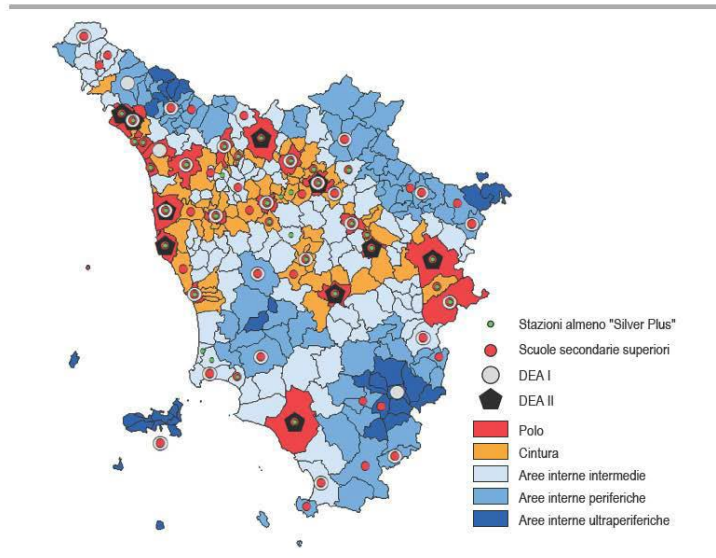 Stazioni almeno "Silver Plus"
Scuole secondarie superiori
DEA I
DEA II
Polo
Cintura
Aree interne intermedie
Aree interne periferiche
Aree interne ultraperiferiche